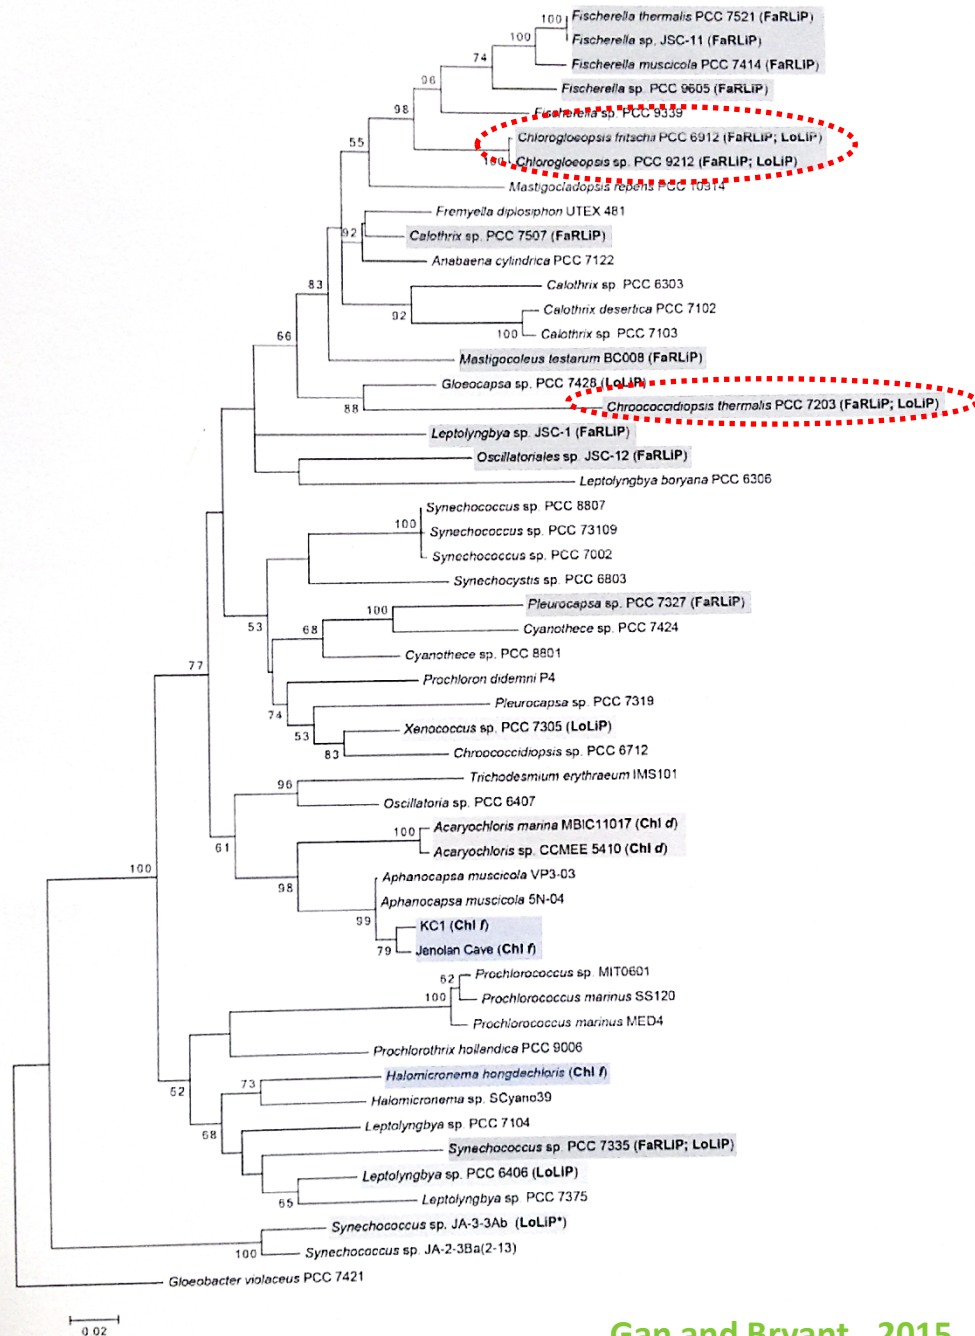 100 Fischerella thermalis PCC 7521 (FaRLiP)
100 Fischerella sp. JSC-11 (FaRLiP)
74 Fischerella muscicola PCC 7414 (FaRLiP)
96 Fischerella sp. PCC 9605 (FaRLiP)
98 Fischerella sp. PCC 9339
55 Chlorogloeopsis fritschii PCC 6912 (FaRLiP; LoLiP)
100 Chlorogloeopsis sp. PCC 9212 (FaRLiP; LoLiP)
Mastigocladopsis repens PCC 10914
Fremyella diplosiphon UTEX 481
92 Calothrix sp. PCC 7507 (FaRLiP)
Anabaena cylindrica PCC 7122
83 Calothrix sp. PCC 6303
92 Calothrix desertica PCC 7102
100 Calothrix sp. PCC 7103
66 Mastigocoleus testarum BC008 (FaRLiP)
Gloeocapsa sp. PCC 7428 (LoLiP)
88 Chroococcidiopsis thermalis PCC 7203 (FaRLiP; LoLiP)
Leptolyngbya sp. JSC-1 (FaRLiP)
Oscillatoriales sp. JSC-12 (FaRLiP)
Leptolyngbya boryana PCC 6306
Synechococcus sp. PCC 8807
100 Synechococcus sp. PCC 73109
Synechococcus sp. PCC 7002
Synechocystis sp. PCC 6803
100 Pleurocapsa sp. PCC 7327 (FaRLiP)
53 68 Cyanothece sp. PCC 7424
Cyanothece sp. PCC 8801
77 Prochloron didemni P4
74 Pleurocapsa sp. PCC 7319
53 Xenococcus sp. PCC 7305 (LoLiP)
83 Chroococcidiopsis sp. PCC 6712
96 Trichodesmium erythraeum IMS101
Oscillatoria sp. PCC 6407
100 Acaryochloris marina MBIC11017 (Chl d)
61 Acaryochloris sp. CCMEE 5410 (Chl d)
100 98 Aphanocapsa muscicola VP3-03
Aphanocapsa muscicola 5N-04
99 KC1 (Chl f)
79 Jenolan Cave (Chl f)
62 Prochlorococcus sp. MIT0601
100 Prochlorococcus marinus SS120
Prochlorococcus marinus MED4
Prochlorothrix hollandica PCC 9006
52 73 Halomicronema hongdechloris (Chl f)
Halomicronema sp. SCyano39
68 Leptolyngbya sp. PCC 7104
Synechococcus sp. PCC 7335 (FaRLiP; LoLiP)
Leptolyngbya sp. PCC 6406 (LoLiP)
65 Leptolyngbya sp. PCC 7375
Synechococcus sp. JA-3-3Ab (LoLiP*)
100 Synechococcus sp. JA-2-3Ba(2-13)
Gloeobacter violaceus PCC 7421
0.02
Gan and Bryant, 2015